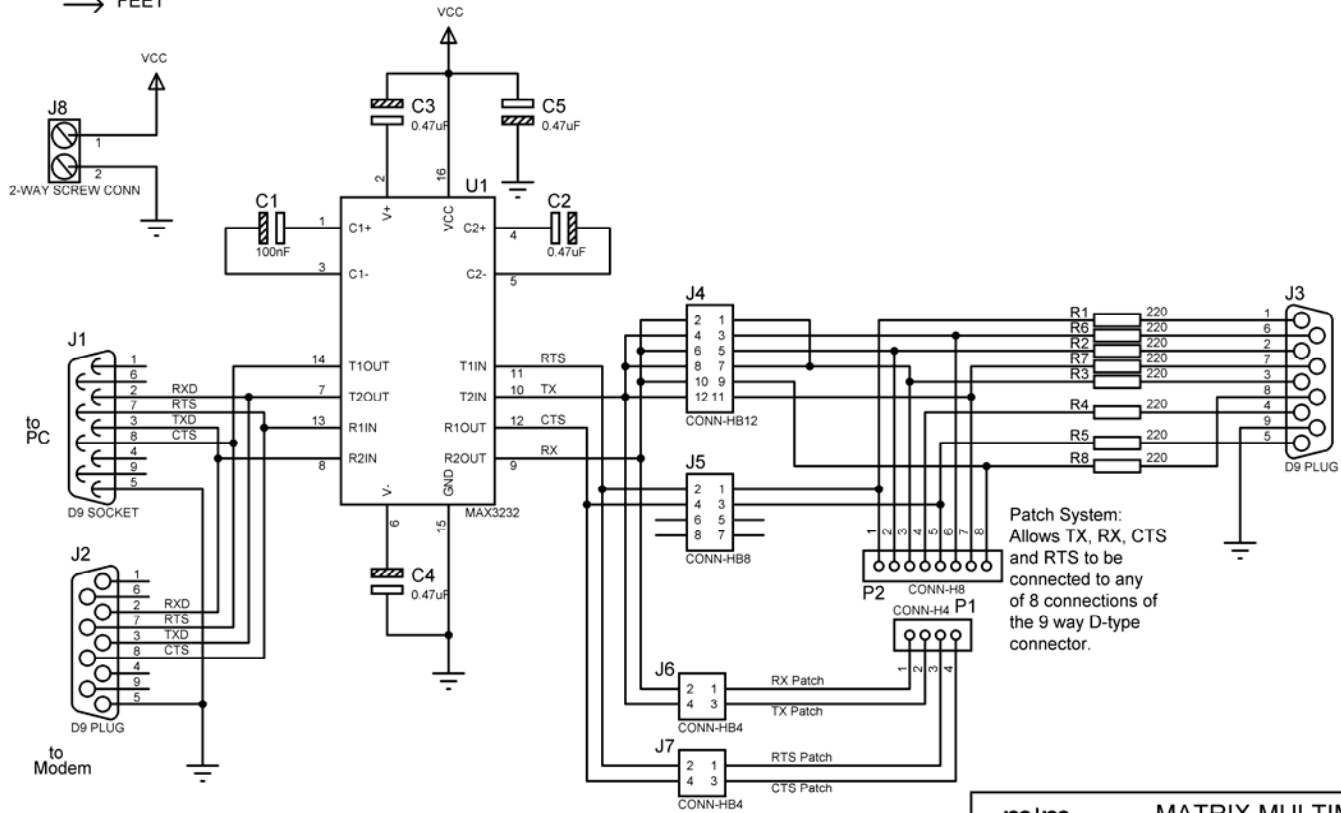 FEET
VCC
VCC
J8
1
2
2-WAY SCREW CONN
C3
0.47uF
C5
0.47uF
2
16
U1
V+
VCC
C1
100nF
1
C1+
3
C1-
C2+
4
C2-
5
C2
0.47uF
J1
to
PC
1
6
2
RXD
7
RTS
3
TXD
8
CTS
4
9
5
D9 SOCKET
14
T1OUT
7
T2OUT
13
R1IN
8
R2IN
T1IN
11
RTS
T2IN
10
TX
R1OUT
12
CTS
R2OUT
9
RX
V-
GND
6
15
MAX3232
C4
0.47uF
J2
1
6
2
RXD
7
RTS
3
TXD
8
CTS
4
9
5
D9 PLUG
to
Modem
J4
2 1
4 3
6 5
8 7
10 9
12 11
CONN-HB12
J5
2 1
4 3
6 5
8 7
CONN-HB8
R1 220
R6 220
R2 220
R7 220
R3 220
R4 220
R5 220
R8 220
J3
1
6
2
7
3
8
4
9
5
D9 PLUG
1 2 3 4 5 6 7 8
P2
CONN-H8
CONN-H4
P1
1 2 3 4
Patch System:
Allows TX, RX, CTS
and RTS to be
connected to any
of 8 connections of
the 9 way D-type
connector.
J6
2 1
4 3
CONN-HB4
RX Patch
TX Patch
J7
2 1
4 3
CONN-HB4
RTS Patch
CTS Patch
MATRIX